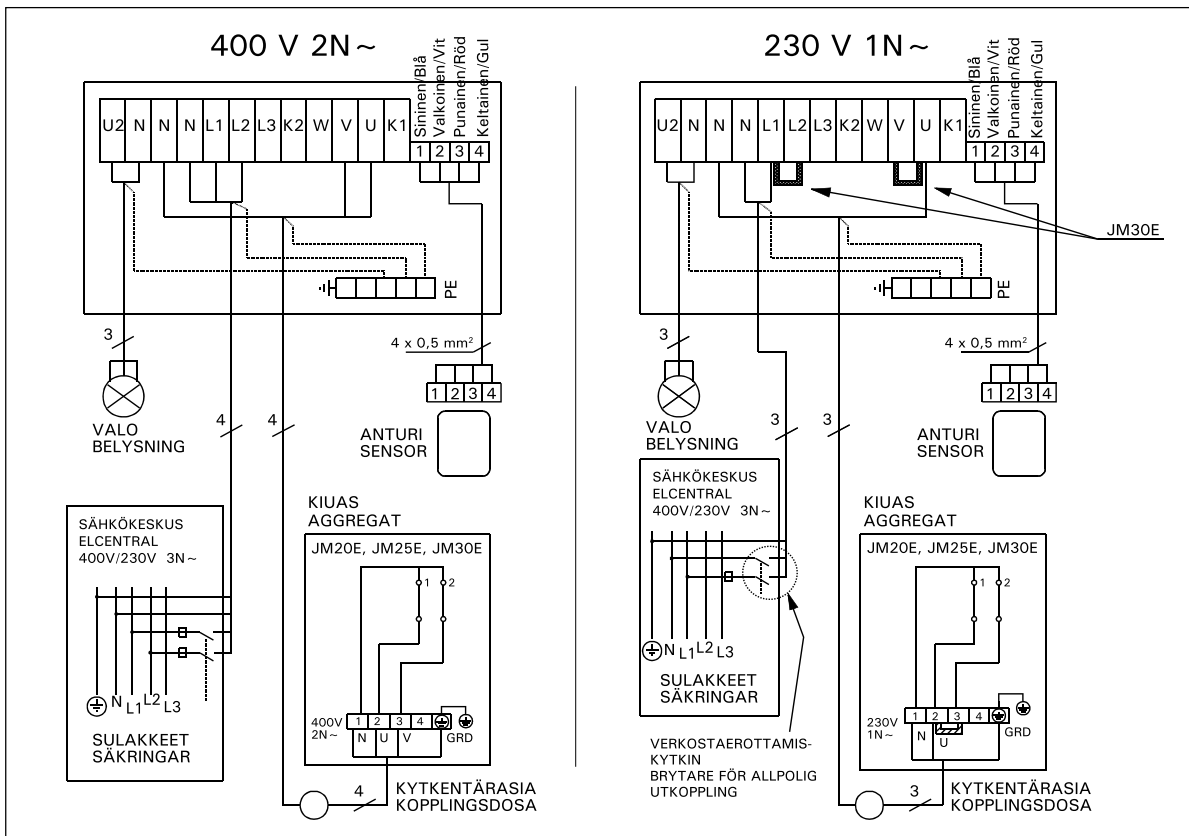 400 V 2N~
Sininen/Blå
Valkoinen/Vit
Punainen/Röd
Keltainen/Gul
U2 N N N L1 L2 L3 K2 W V U K1
1 2 3 4
PE
3
4 x 0,5 mm²
1 2 3 4
VALO
BELYSNING
4
4
ANTURI
SENSOR
SÄHKÖKESKUS
ELCENTRAL
400V/230V 3N~
N L1 L2 L3
SULAKKEET
SÄKRINGAR
KIUAS
AGGREGAT
JM20E, JM25E, JM30E
1 2
400V
2N~
1 2 3 4
N U V
GRD
4
KYTKENTÄRASIA
KOPPLINGSDOSA
230 V 1N~
Sininen/Blå
Valkoinen/Vit
Punainen/Röd
Keltainen/Gul
U2 N N N L1 L2 L3 K2 W V U K1
1 2 3 4
JM30E
PE
3
4 x 0,5 mm²
1 2 3 4
VALO
BELYSNING
3
3
ANTURI
SENSOR
SÄHKÖKESKUS
ELCENTRAL
400V/230V 3N~
N L1 L2 L3
SULAKKEET
SÄKRINGAR
VERKOSTAEROTTAMIS-
KYTKIN
BRYTARE FÖR ALLPOLIG
UTKOPPLING
KIUAS
AGGREGAT
JM20E, JM25E, JM30E
1 2
230V
1N~
1 2 3 4
N U
GRD
3
KYTKENTÄRASIA
KOPPLINGSDOSA